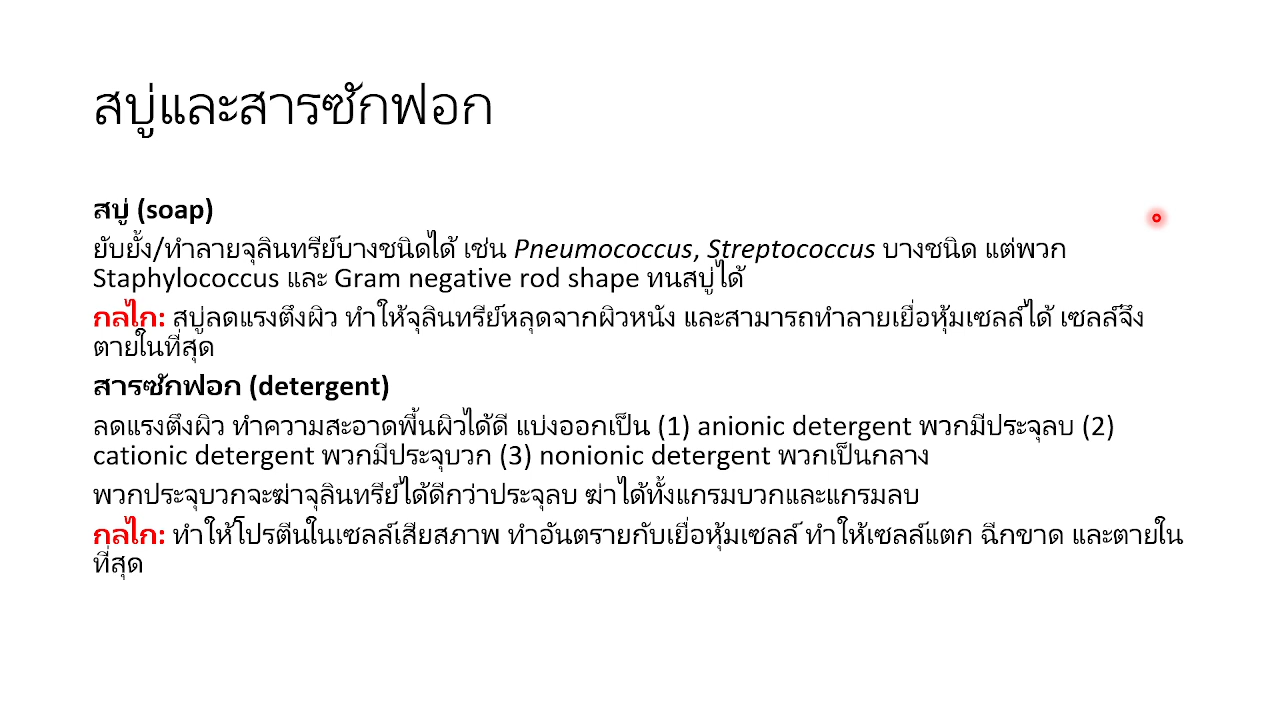 สบู่และสารซักฟอก
สบู่ (soap)
ยับยั้ง/ทำลายจุลินทรีย์บางชนิดได้ เช่น Pneumococcus, Streptococcus บางชนิด แต่พวก
Staphylococcus และ Gram negative rod shape ทนสบู่ได้
กลไก: สบู่ลดแรงตึงผิว ทำให้จุลินทรีย์หลุดจากผิวหนัง และสามารถทำลายเยื่อหุ้มเซลล์ได้ เซลล์จึง
ตายในที่สุด
สารซักฟอก (detergent)
ลดแรงตึงผิว ทำความสะอาดพื้นผิวได้ดี แบ่งออกเป็น (1) anionic detergent พวกมีประจุลบ (2)
cationic detergent พวกมีประจุบวก (3) nonionic detergent พวกเป็นกลาง
พวกประจุบวกจะฆ่าจุลินทรีย์ได้ดีกว่าประจุลบ ฆ่าได้ทั้งแกรมบวกและแกรมลบ
กลไก: ทำให้โปรตีนในเซลล์เสียสภาพ ทำอันตรายกับเยื่อหุ้มเซลล์ ทำให้เซลล์แตก ฉีกขาด และตายใน
ที่สุด